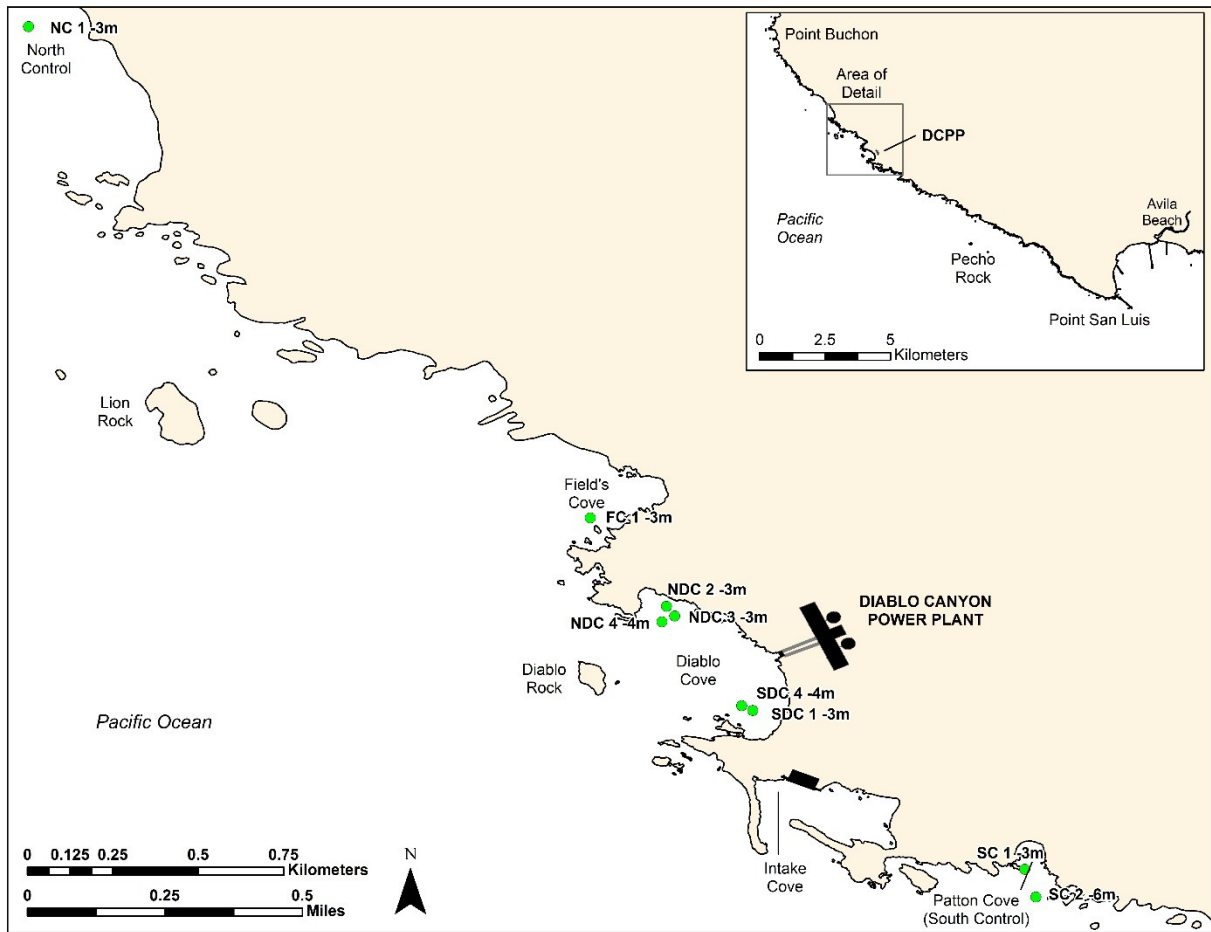 NC 1 -3m
North
Control
Point Buchon
Area of
Detail
DCPP
Pacific
Ocean
Avila
Beach
Pecho
Rock
Point San Luis
0 2.5 5
Kilometers
Lion
Rock
Field's
Cove
FC 1 -3m
NDC 2 -3m
NDC 3 -3m
NDC 4 -4m
DIABLO CANYON
POWER PLANT
Diablo
Rock
Diablo
Cove
SDC 4 -4m
SDC 1 -3m
Pacific Ocean
Intake
Cove
SC 1 -3m
SC 2 -6m
Patton Cove
(South Control)
0 0.125 0.25 0.5 0.75
Kilometers
0 0.5
Miles
N